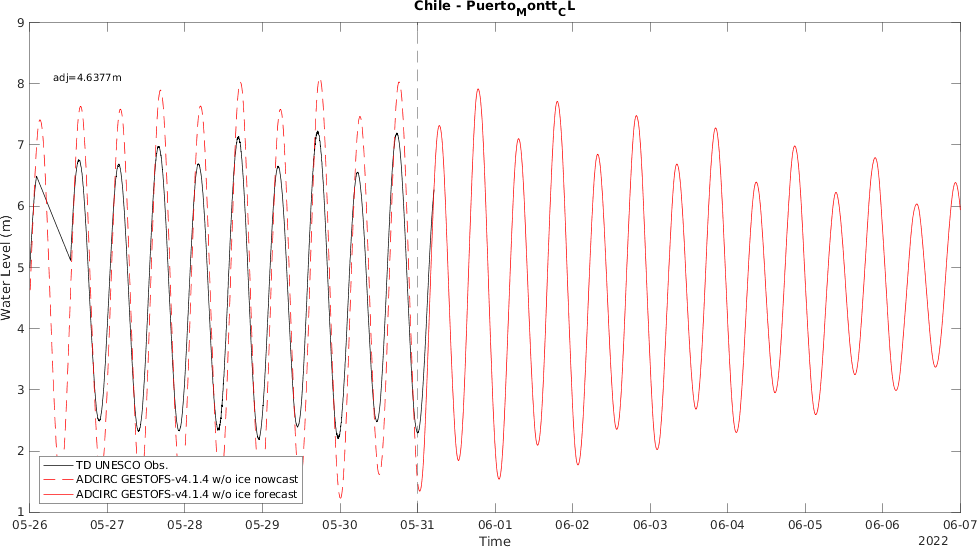 Chile - PuertoMonttCL
9
8
7
6
5
4
3
2
1
Water Level (m)
adj=4.6377m
TD UNESCO Obs.
ADCIRC GESTOFS-v4.1.4 w/o ice nowcast
ADCIRC GESTOFS-v4.1.4 w/o ice forecast
05-26 05-27 05-28 05-29 05-30 05-31 06-01 06-02 06-03 06-04 06-05 06-06 06-07
Time
2022